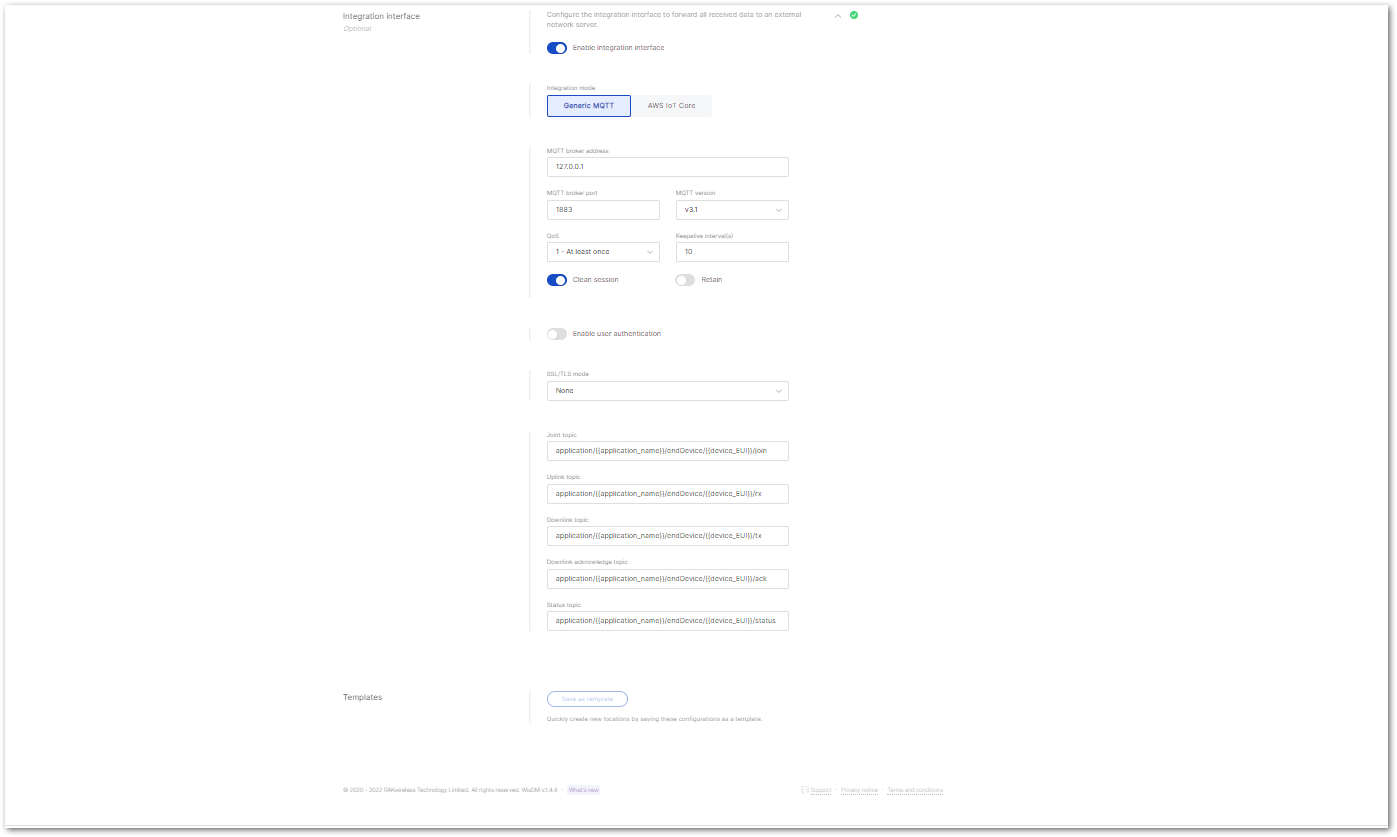 Integration interface
Optional
Configure the integration interface to forward all received data to an external
network server.
Enable integration interface
Integration mode
Generic MQTT
AWS IoT Core
MQTT broker address
127.0.0.1
MQTT broker port
MQTT version
1883
v3.1
QoS
Keepalive interval(s)
1 - At least once
10
Clean session
Retain
Enable user authentication
SSL/TLS mode
None
Joint topic
application/{{application_name}}/endDevice/{{device_EUI}}/join
Uplink topic
application/{{application_name}}/endDevice/{{device_EUI}}/rx
Downlink topic
application/{{application_name}}/endDevice/{{device_EUI}}/tx
Downlink acknowledge topic
application/{{application_name}}/endDevice/{{device_EUI}}/ack
Status topic
application/{{application_name}}/endDevice/{{device_EUI}}/status
Templates
Save as template
Quickly create new locations by saving these configurations as a template.
© 2020 - 2022 RAKwireless Technology Limited. All rights reserved. WisDM v.1.4.4 · What's new
Support · Privacy notice · Terms and conditions